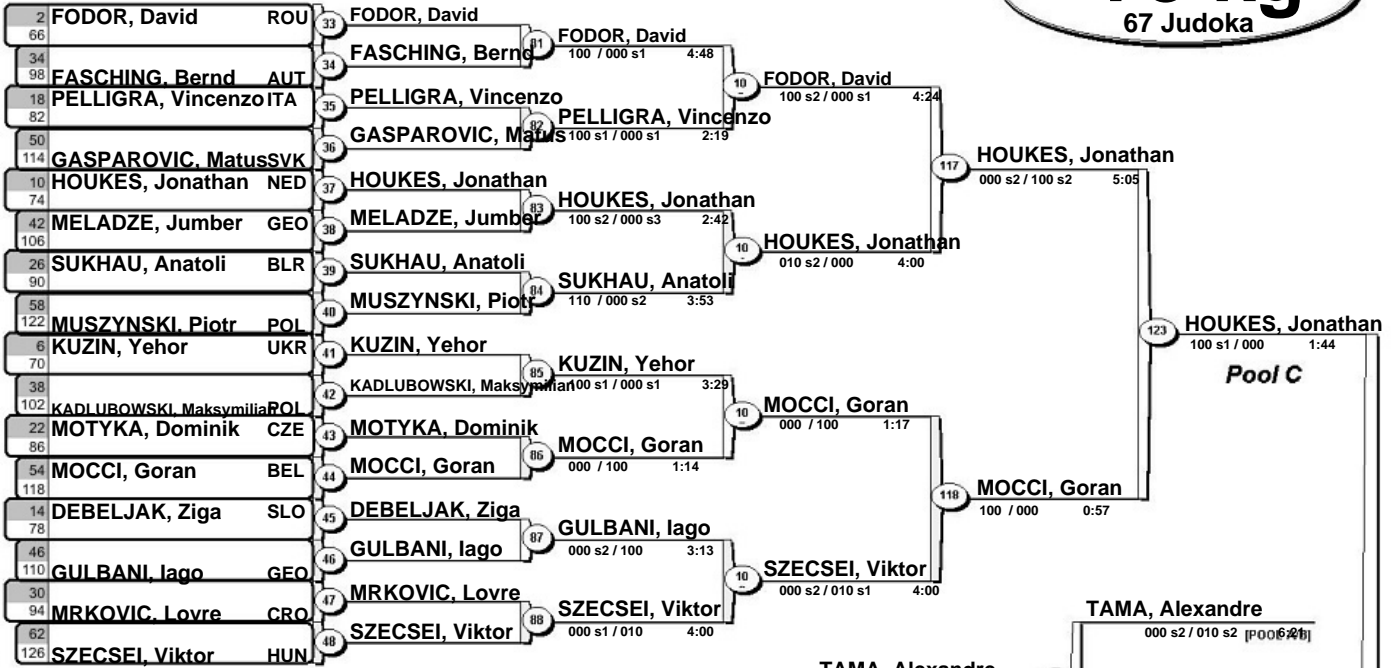 67 Judoka
2 FODOR, David ROU
66
34
98 FASCHING, Bernd AUT
18 PELLIGRA, Vincenzo ITA
82
50
114 GASPAROVIC, Matus SVK
10 HOUKES, Jonathan NED
74
42 MELADZE, Jumber GEO
106
26 SUKHAU, Anatoli BLR
90
58
122 MUSZYNSKI, Piotr POL
6 KUZIN, Yehor UKR
70
38
102 KADLUBOWSKI, Maksymilian POL
22 MOTYKA, Dominik CZE
86
54 MOCCI, Goran BEL
118
14 DEBELJAK, Ziga SLO
78
46
110 GULBANI, Iago GEO
30
94 MRKOVIC, Lovre CRO
62
126 SZECSEI, Viktor HUN
33 FODOR, David
34 FASCHING, Bernd
35 PELLIGRA, Vincenzo
36 GASPAROVIC, Matus
37 HOUKES, Jonathan
38 MELADZE, Jumber
39 SUKHAU, Anatoli
40 MUSZYNSKI, Piotr
41 KUZIN, Yehor
42 KADLUBOWSKI, Maksymilian
43 MOTYKA, Dominik
44 MOCCI, Goran
45 DEBELJAK, Ziga
46 GULBANI, Iago
47 MRKOVIC, Lovre
48 SZECSEI, Viktor
81 FODOR, David
100 / 000 s1 4:48
82 PELLIGRA, Vincenzo
100 s1 / 000 s1 2:19
83 HOUKES, Jonathan
100 s2 / 000 s3 2:42
84 SUKHAU, Anatoli
110 / 000 s2 3:53
85 KUZIN, Yehor
100 s1 / 000 s1 3:29
86 MOCCI, Goran
000 / 100 1:14
87 GULBANI, Iago
000 s2 / 100 3:13
88 SZECSEI, Viktor
000 s1 / 010 4:00
10 FODOR, David
100 s2 / 000 s1 4:24
10 HOUKES, Jonathan
010 s2 / 000 4:00
10 MOCCI, Goran
000 / 100 1:17
10 SZECSEI, Viktor
000 s2 / 010 s1 4:00
117 HOUKES, Jonathan
000 s2 / 100 s2 5:05
118 MOCCI, Goran
100 / 000 0:57
123 HOUKES, Jonathan
100 s1 / 000 1:44
Pool C
TAMA, Alexandre
000 s2 / 010 s2
TAMA, Alexandre